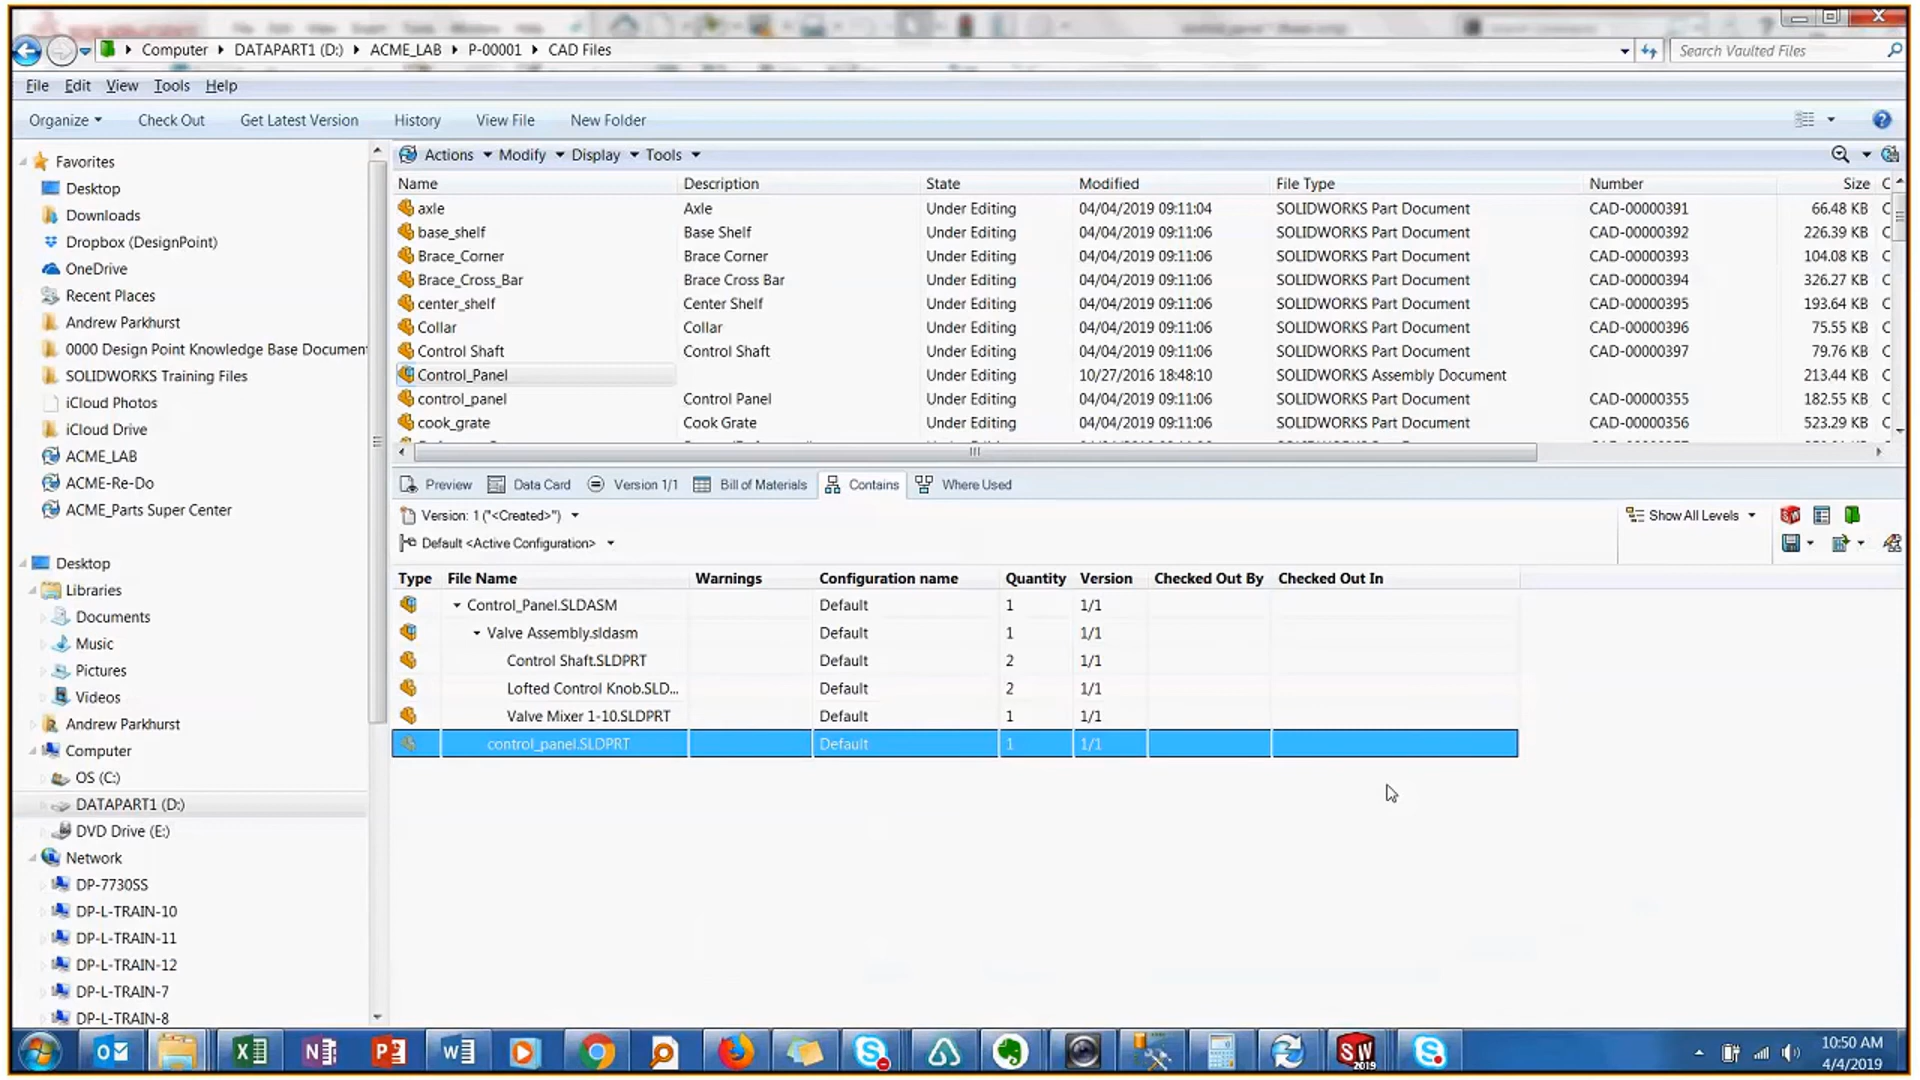 Computer DATAPART1 (D:) ACME_LAB P-00001 CAD Files Search Vaulted Files
File Edit View Tools Help
Organize Check Out Get Latest Version History View File New Folder
Favorites
Desktop
Downloads
Dropbox (DesignPoint)
OneDrive
Recent Places
Andrew Parkhurst
0000 Design Point Knowledge Base Document
SOLIDWORKS Training Files
iCloud Photos
iCloud Drive
ACME_LAB
ACME-Re-Do
ACME_Parts Super Center
Desktop
Libraries
Documents
Music
Pictures
Videos
Andrew Parkhurst
Computer
OS (C:)
DATAPART1 (D:)
DVD Drive (E:)
Network
DP-7730SS
DP-L-TRAIN-10
DP-L-TRAIN-11
DP-L-TRAIN-12
DP-L-TRAIN-7
DP-L-TRAIN-8
Actions Modify Display Tools
Name Description State Modified File Type Number Size C
axle Axle Under Editing 04/04/2019 09:11:04 SOLIDWORKS Part Document CAD-00000391 66.48 KB C
base_shelf Base Shelf Under Editing 04/04/2019 09:11:06 SOLIDWORKS Part Document CAD-00000392 226.39 KB C
Brace_Corner Brace Corner Under Editing 04/04/2019 09:11:06 SOLIDWORKS Part Document CAD-00000393 104.08 KB C
Brace_Cross_Bar Brace Cross Bar Under Editing 04/04/2019 09:11:06 SOLIDWORKS Part Document CAD-00000394 326.27 KB C
center_shelf Center Shelf Under Editing 04/04/2019 09:11:06 SOLIDWORKS Part Document CAD-00000395 193.64 KB C
Collar Collar Under Editing 04/04/2019 09:11:06 SOLIDWORKS Part Document CAD-00000396 75.55 KB C
Control Shaft Control Shaft Under Editing 04/04/2019 09:11:06 SOLIDWORKS Part Document CAD-00000397 79.76 KB C
Control_Panel Under Editing 10/27/2016 18:48:10 SOLIDWORKS Assembly Document 213.44 KB C
control_panel Control Panel Under Editing 04/04/2019 09:11:06 SOLIDWORKS Part Document CAD-00000355 182.55 KB C
cook_grate Cook Grate Under Editing 04/04/2019 09:11:06 SOLIDWORKS Part Document CAD-00000356 523.29 KB C
Preview Data Card Version 1/1 Bill of Materials Contains Where Used
Version: 1 ("<Created>") Show All Levels
Default <Active Configuration>
Type File Name Warnings Configuration name Quantity Version Checked Out By Checked Out In
Control_Panel.SLDASM Default 1 1/1
Valve Assembly.sldasm Default 1 1/1
Control Shaft.SLDPRT Default 2 1/1
Lofted Control Knob.SLD... Default 2 1/1
Valve Mixer 1-10.SLDPRT Default 1 1/1
control_panel.SLDPRT Default 1 1/1
SW 2019
10:50 AM
4/4/2019